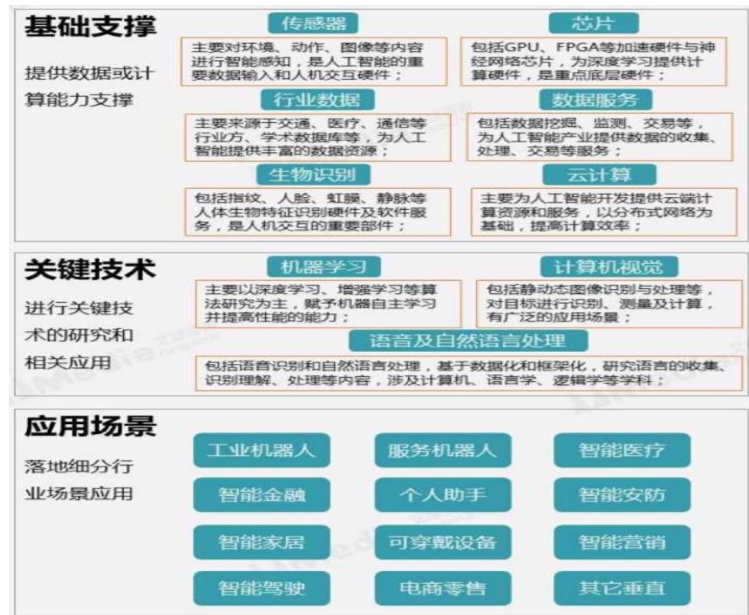 基础支撑
提供数据或计
算能力支撑
传感器
主要对环境、动作、图像等内容
进行智能感知，是人工智能的重
要数据输入和人机交互硬件；
芯片
包括GPU、FPGA等加速硬件与神
经网络芯片，为深度学习提供计
算硬件，是重点底层硬件；
行业数据
主要来源于交通、医疗、通信等
行业方、学术数据库等，为人工
智能提供丰富的数据资源；
数据服务
包括数据挖掘、监测、交易等，
为人工智能产业提供数据的收集、
处理、交易等服务；
生物识别
包括指纹、人脸、虹膜、静脉等
人体生物特征识别硬件及软件服
务，是人机交互的重要部件；
云计算
主要为人工智能开发提供云端计
算资源和服务，以分布式网络为
基础，提高计算效率；
关键技术
进行关键技
术的研究和
相关应用
机器学习
主要以深度学习、增强学习等算
法研究为主，赋予机器自主学习
并提高性能的能力；
计算机视觉
包括静动态图像识别与处理等，
对目标进行识别、测量及计算，
有广泛的应用场景；
语音及自然语言处理
包括语音识别和自然语言处理，基于数据化和框架化，研究语言的收集、
识别理解、处理等内容，涉及计算机、语言学、逻辑学等学科；
应用场景
落地细分行
业场景应用
工业机器人
服务机器人
智能医疗
智能金融
个人助手
智能安防
智能家居
可穿戴设备
智能营销
智能驾驶
电商零售
其它垂直